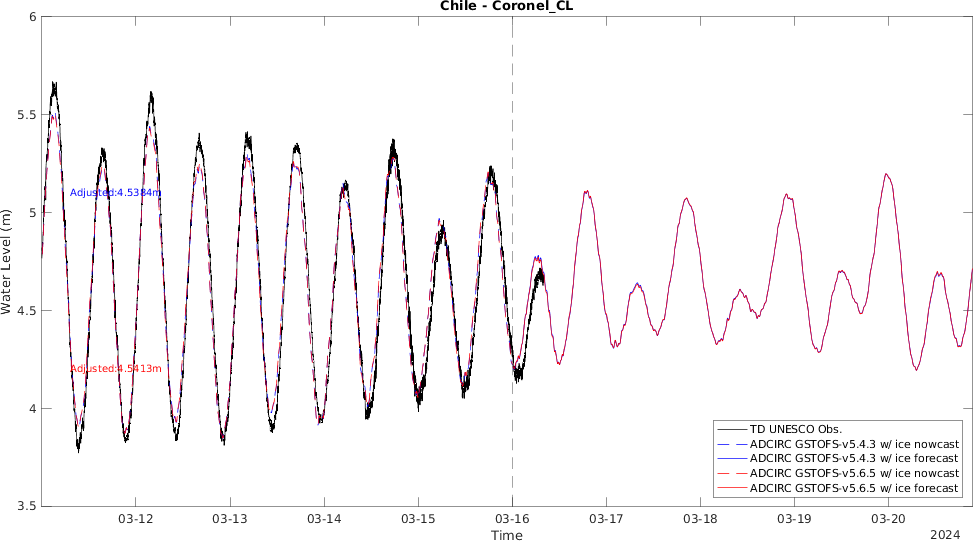 Chile - Coronel_CL
6
5.5
5
4.5
4
3.5
Water Level (m)
Adjusted:4.5384m
Adjusted:4.5413m
TD UNESCO Obs.
ADCIRC GSTOFS-v5.4.3 w/ ice nowcast
ADCIRC GSTOFS-v5.4.3 w/ ice forecast
ADCIRC GSTOFS-v5.6.5 w/ ice nowcast
ADCIRC GSTOFS-v5.6.5 w/ ice forecast
03-12 03-13 03-14 03-15 03-16 03-17 03-18 03-19 03-20
Time
2024